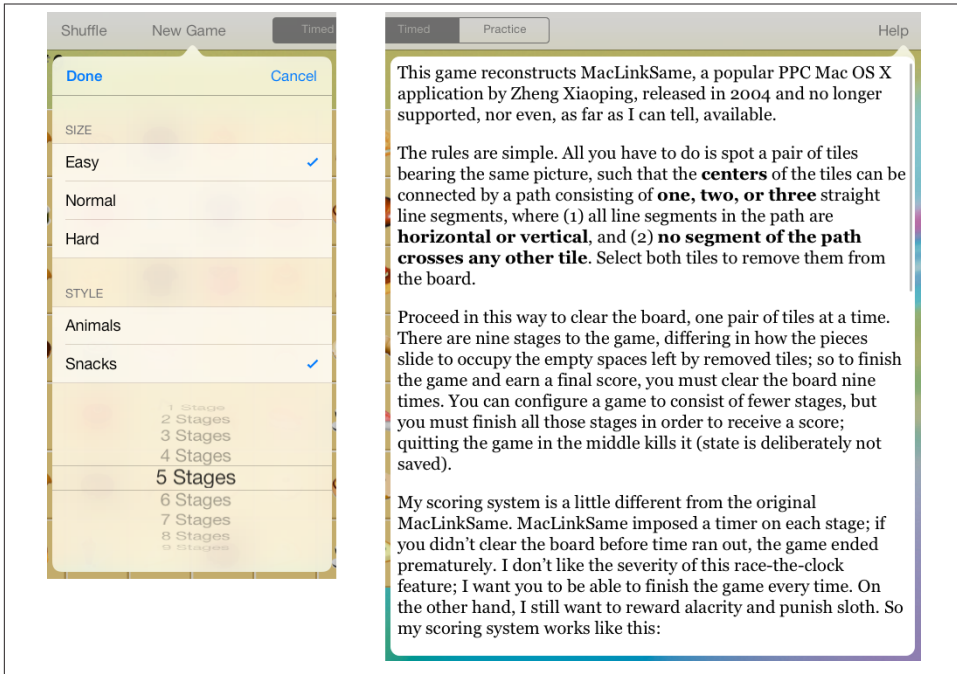 Shuffle New Game Timed
Done Cancel
SIZE
Easy
Normal
Hard
STYLE
Animals
Snacks
1 Stage
2 Stages
3 Stages
4 Stages
5 Stages
6 Stages
7 Stages
8 Stages
9 Stages
Timed Practice Help
This game reconstructs MacLinkSame, a popular PPC Mac OS X
application by Zheng Xiaoping, released in 2004 and no longer
supported, nor even, as far as I can tell, available.
The rules are simple. All you have to do is spot a pair of tiles
bearing the same picture, such that the centers of the tiles can be
connected by a path consisting of one, two, or three straight
line segments, where (1) all line segments in the path are
horizontal or vertical, and (2) no segment of the path
crosses any other tile. Select both tiles to remove them from
the board.
Proceed in this way to clear the board, one pair of tiles at a time.
There are nine stages to the game, differing in how the pieces
slide to occupy the empty spaces left by removed tiles; so to finish
the game and earn a final score, you must clear the board nine
times. You can configure a game to consist of fewer stages, but
you must finish all those stages in order to receive a score;
quitting the game in the middle kills it (state is deliberately not
saved).
My scoring system is a little different from the original
MacLinkSame. MacLinkSame imposed a timer on each stage; if
you didn't clear the board before time ran out, the game ended
prematurely. I don't like the severity of this race-the-clock
feature; I want you to be able to finish the game every time. On
the other hand, I still want to reward alacrity and punish sloth. So
my scoring system works like this: